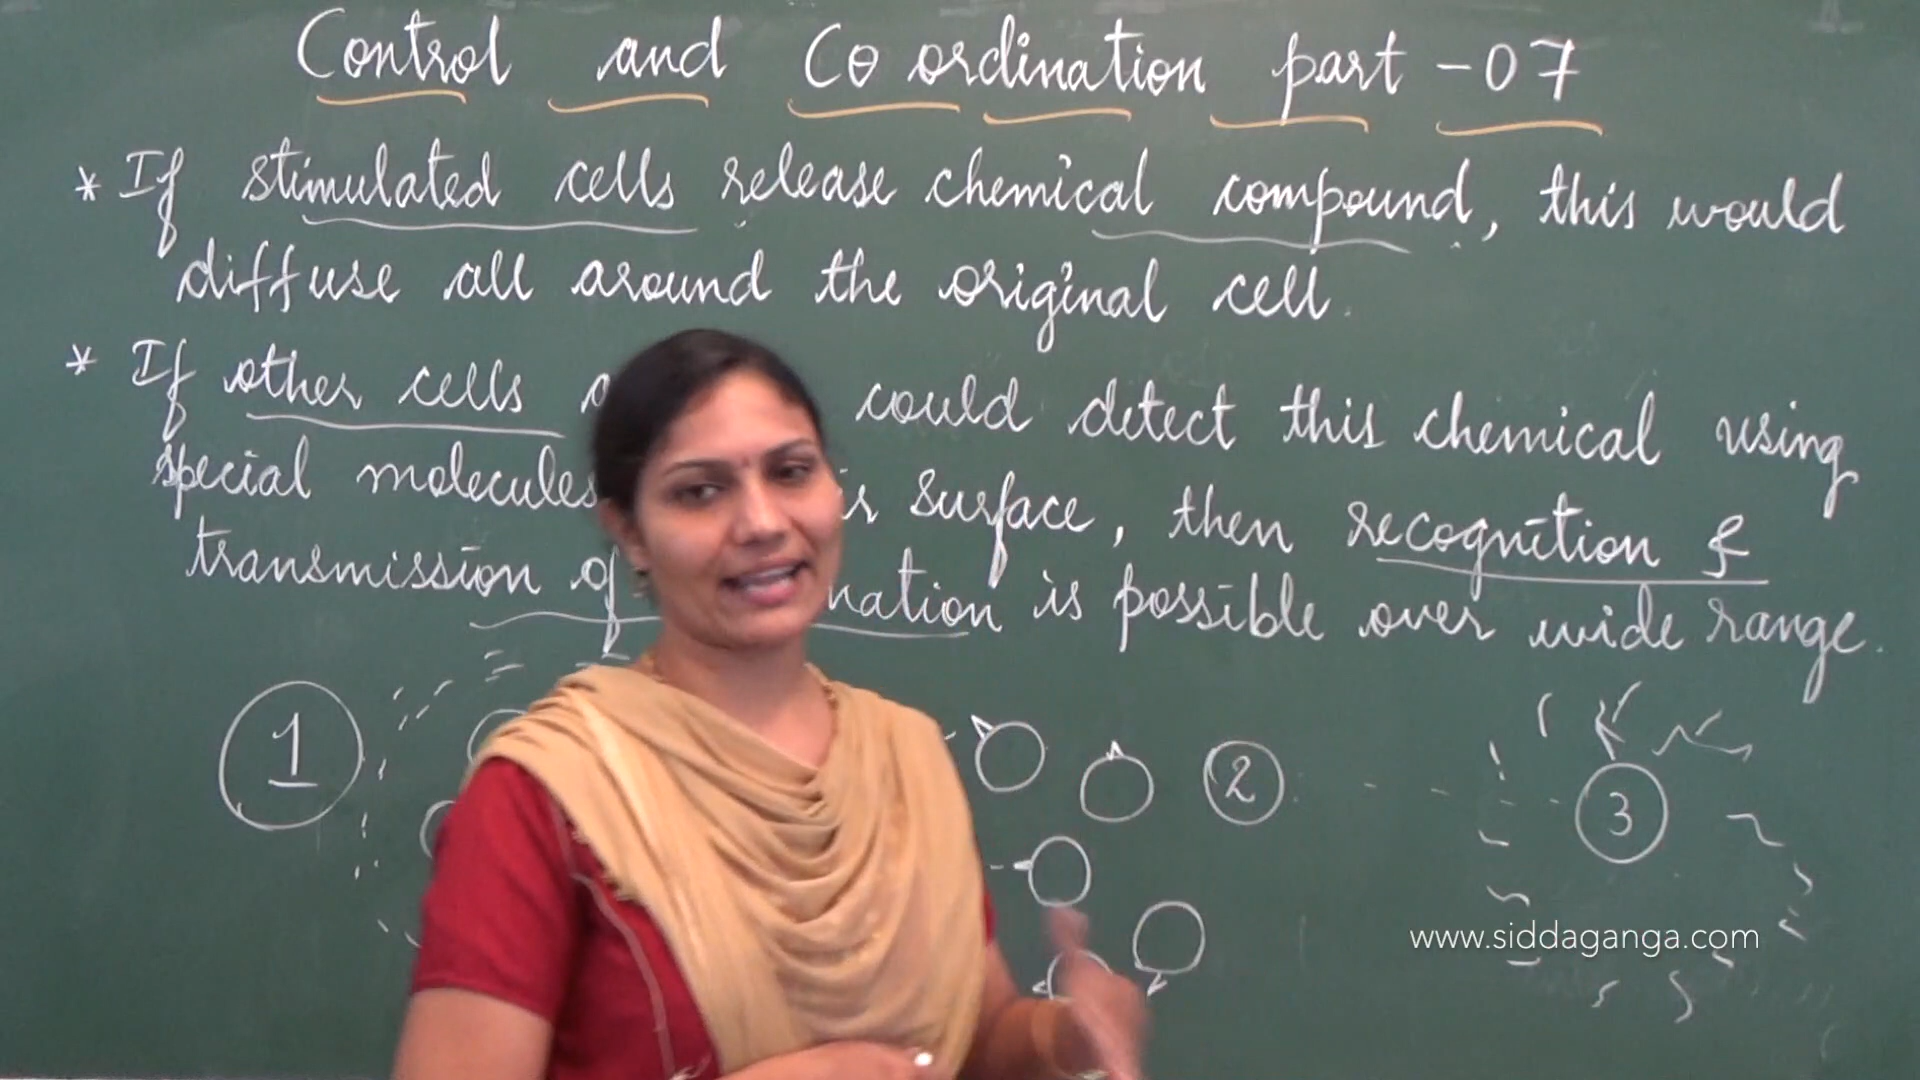 Control and Co ordination part - 07
* If stimulated cells release chemical compound, this would
diffuse all around the original cell.
* If other cells could detect this chemical using
special molecules surface, then recognition &
transmission of is possible over wide range.
1
2
3
www.siddaganga.com